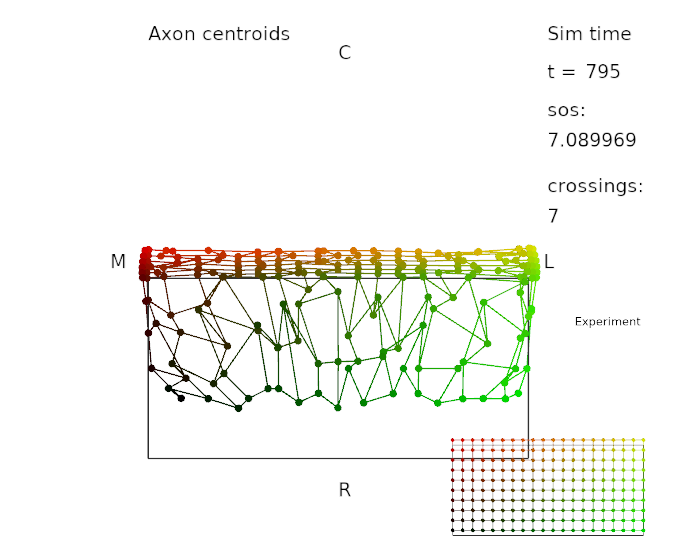 Axon centroids
C
Sim time
t = 795
sos:
7.089969
crossings:
7
M
L
Experiment
R